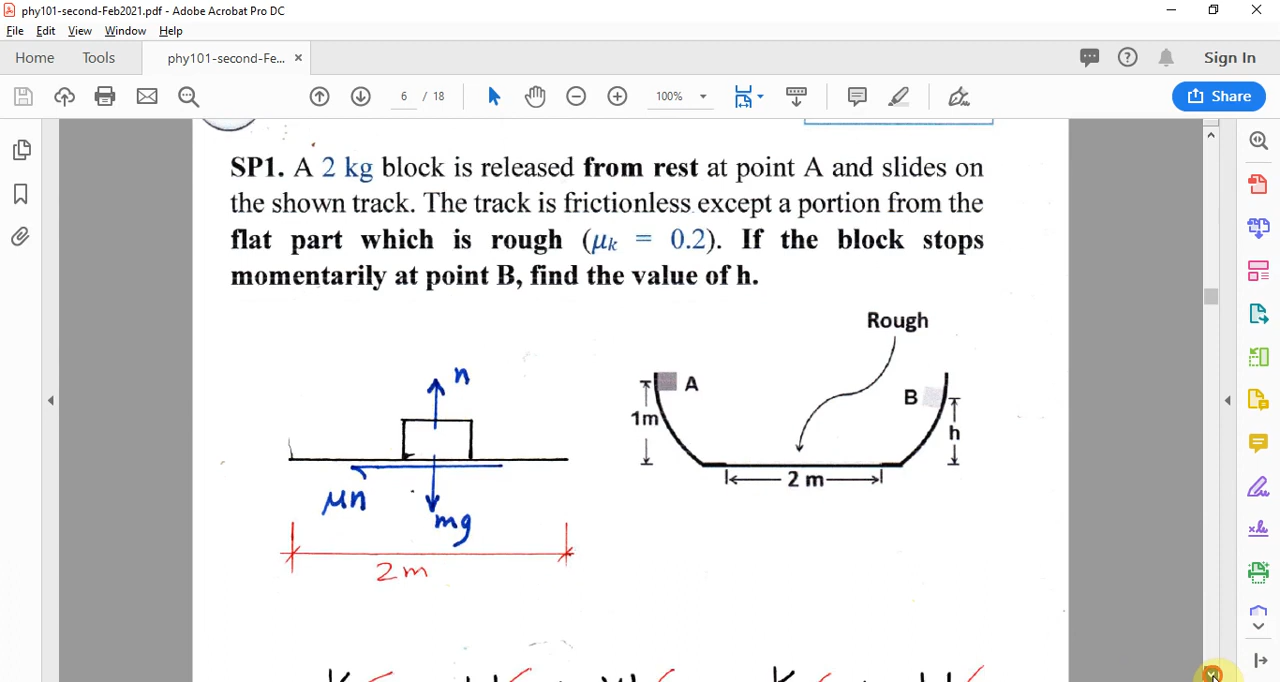 phy101-second-Feb2021.pdf - Adobe Acrobat Pro DC
File Edit View Window Help
Home Tools phy101-second-Fe... × Sign In
6 / 18 100% Share
SP1. A 2 kg block is released from rest at point A and slides on
the shown track. The track is frictionless except a portion from the
flat part which is rough (μk = 0.2). If the block stops
momentarily at point B, find the value of h.
Rough
n
A
B
1m
h
2 m
μn
mg
2m